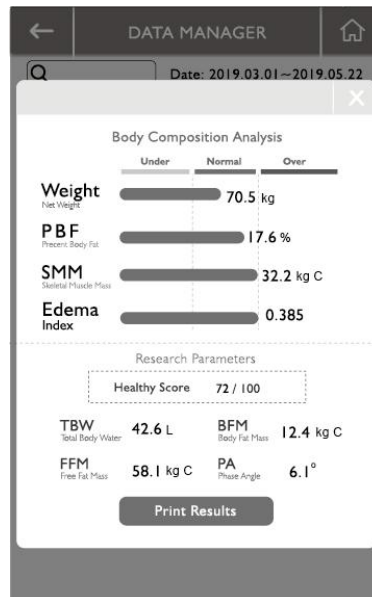 DATA MANAGER
Date: 2019.03.01~2019.05.22
X
Body Composition Analysis
Under Normal Over
Weight 70.5 kg
Net Weight
PBF 17.6 %
Precent Body Fat
SMM 32.2 kg C
Skeletal Muscle Mass
Edema 0.385
Index
Research Parameters
Healthy Score 72 / 100
TBW 42.6 L BFM 12.4 kg C
Total Body Water Body Fat Mass
FFM 58.1 kg C PA 6.1°
Free Fat Mass Phase Angle
Print Results